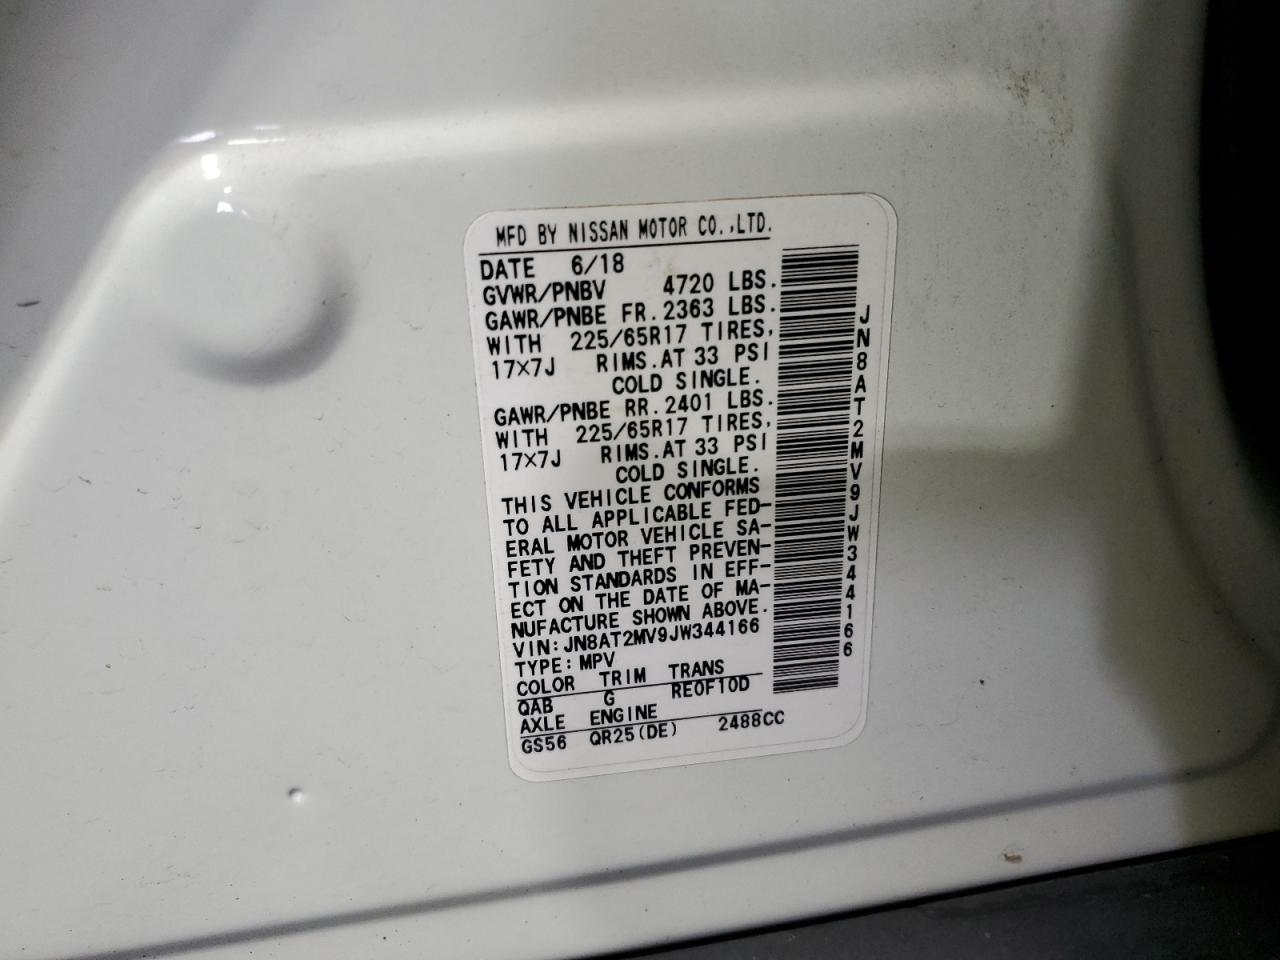 MFD BY NISSAN MOTOR CO.,LTD.
DATE 6/18
GVWR/PNBV 4720 LBS.
GAWR/PNBE FR. 2363 LBS.
WITH 225/65R17 TIRES,
17×7J RIMS.AT 33 PSI
COLD SINGLE.
GAWR/PNBE RR. 2401 LBS.
WITH 225/65R17 TIRES,
17×7J RIMS.AT 33 PSI
COLD SINGLE.
THIS VEHICLE CONFORMS
TO ALL APPLICABLE FED-
ERAL MOTOR VEHICLE SA-
FETY AND THEFT PREVEN-
TION STANDARDS IN EFF-
ECT ON THE DATE OF MA-
NUFACTURE SHOWN ABOVE.
VIN:JN8AT2MV9JW344166
TYPE:MPV
COLOR TRIM TRANS
QAB G RE0F10D
AXLE ENGINE
GS56 QR25(DE) 2488CC
JN8AT2MV9JW344166